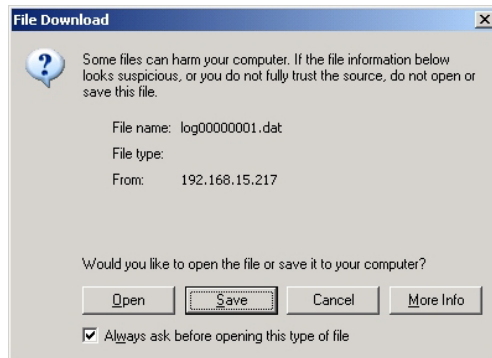 File Download
Some files can harm your computer. If the file information below
looks suspicious, or you do not fully trust the source, do not open or
save this file.
File name: log00000001.dat
File type:
From: 192.168.15.217
Would you like to open the file or save it to your computer?
Open Save Cancel More Info
Always ask before opening this type of file